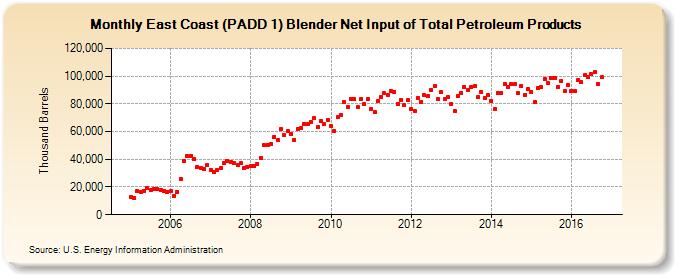 Monthly East Coast (PADD 1) Blender Net Input of Total Petroleum Products
Thousand Barrels
120,000
100,000
80,000
60,000
40,000
20,000
0
2006 2008 2010 2012 2014 2016
Source: U.S. Energy Information Administration